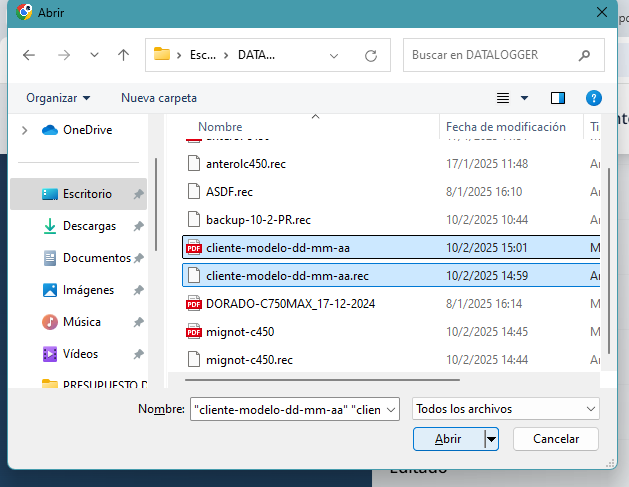 Abrir
Esc...
DATA...
Buscar en DATALOGGER
Organizar
Nueva carpeta
Nombre
Fecha de modificación
Ti
OneDrive
anterolc450.rec 17/1/2025 11:48
Escritorio
ASDF.rec 8/1/2025 16:10
Descargas
backup-10-2-PR.rec 10/2/2025 10:44
Documentos
cliente-modelo-dd-mm-aa 10/2/2025 15:01
Imágenes
cliente-modelo-dd-mm-aa.rec 10/2/2025 14:59
Música
DORADO-C750MAX_17-12-2024 8/1/2025 16:14
Vídeos
mignot-c450 10/2/2025 14:45
PRESUPUESTO D
mignot-c450.rec 10/2/2025 14:44
Nombre: "cliente-modelo-dd-mm-aa" "clien
Todos los archivos
Abrir
Cancelar
Editado